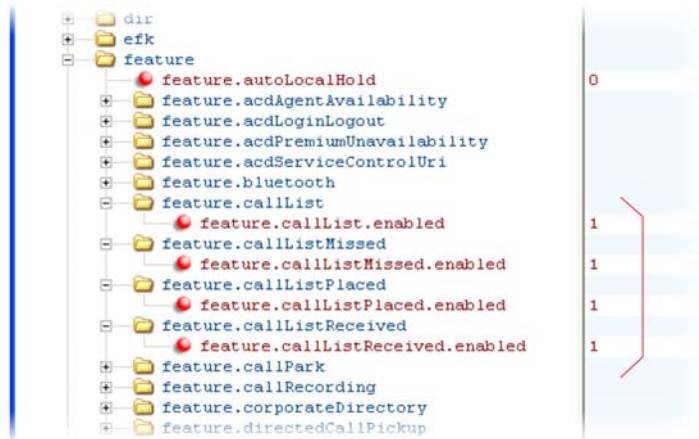 dir
efk
feature
feature.autoLocalHold 0
feature.acdAgentAvailability
feature.acdLoginLogout
feature.acdPremiumUnavailability
feature.acdServiceControlUri
feature.bluetooth
feature.callList
feature.callList.enabled 1
feature.callListMissed
feature.callListMissed.enabled 1
feature.callListPlaced
feature.callListPlaced.enabled 1
feature.callListReceived
feature.callListReceived.enabled 1
feature.callPark
feature.callRecording
feature.corporateDirectory
feature.directedCallPickup